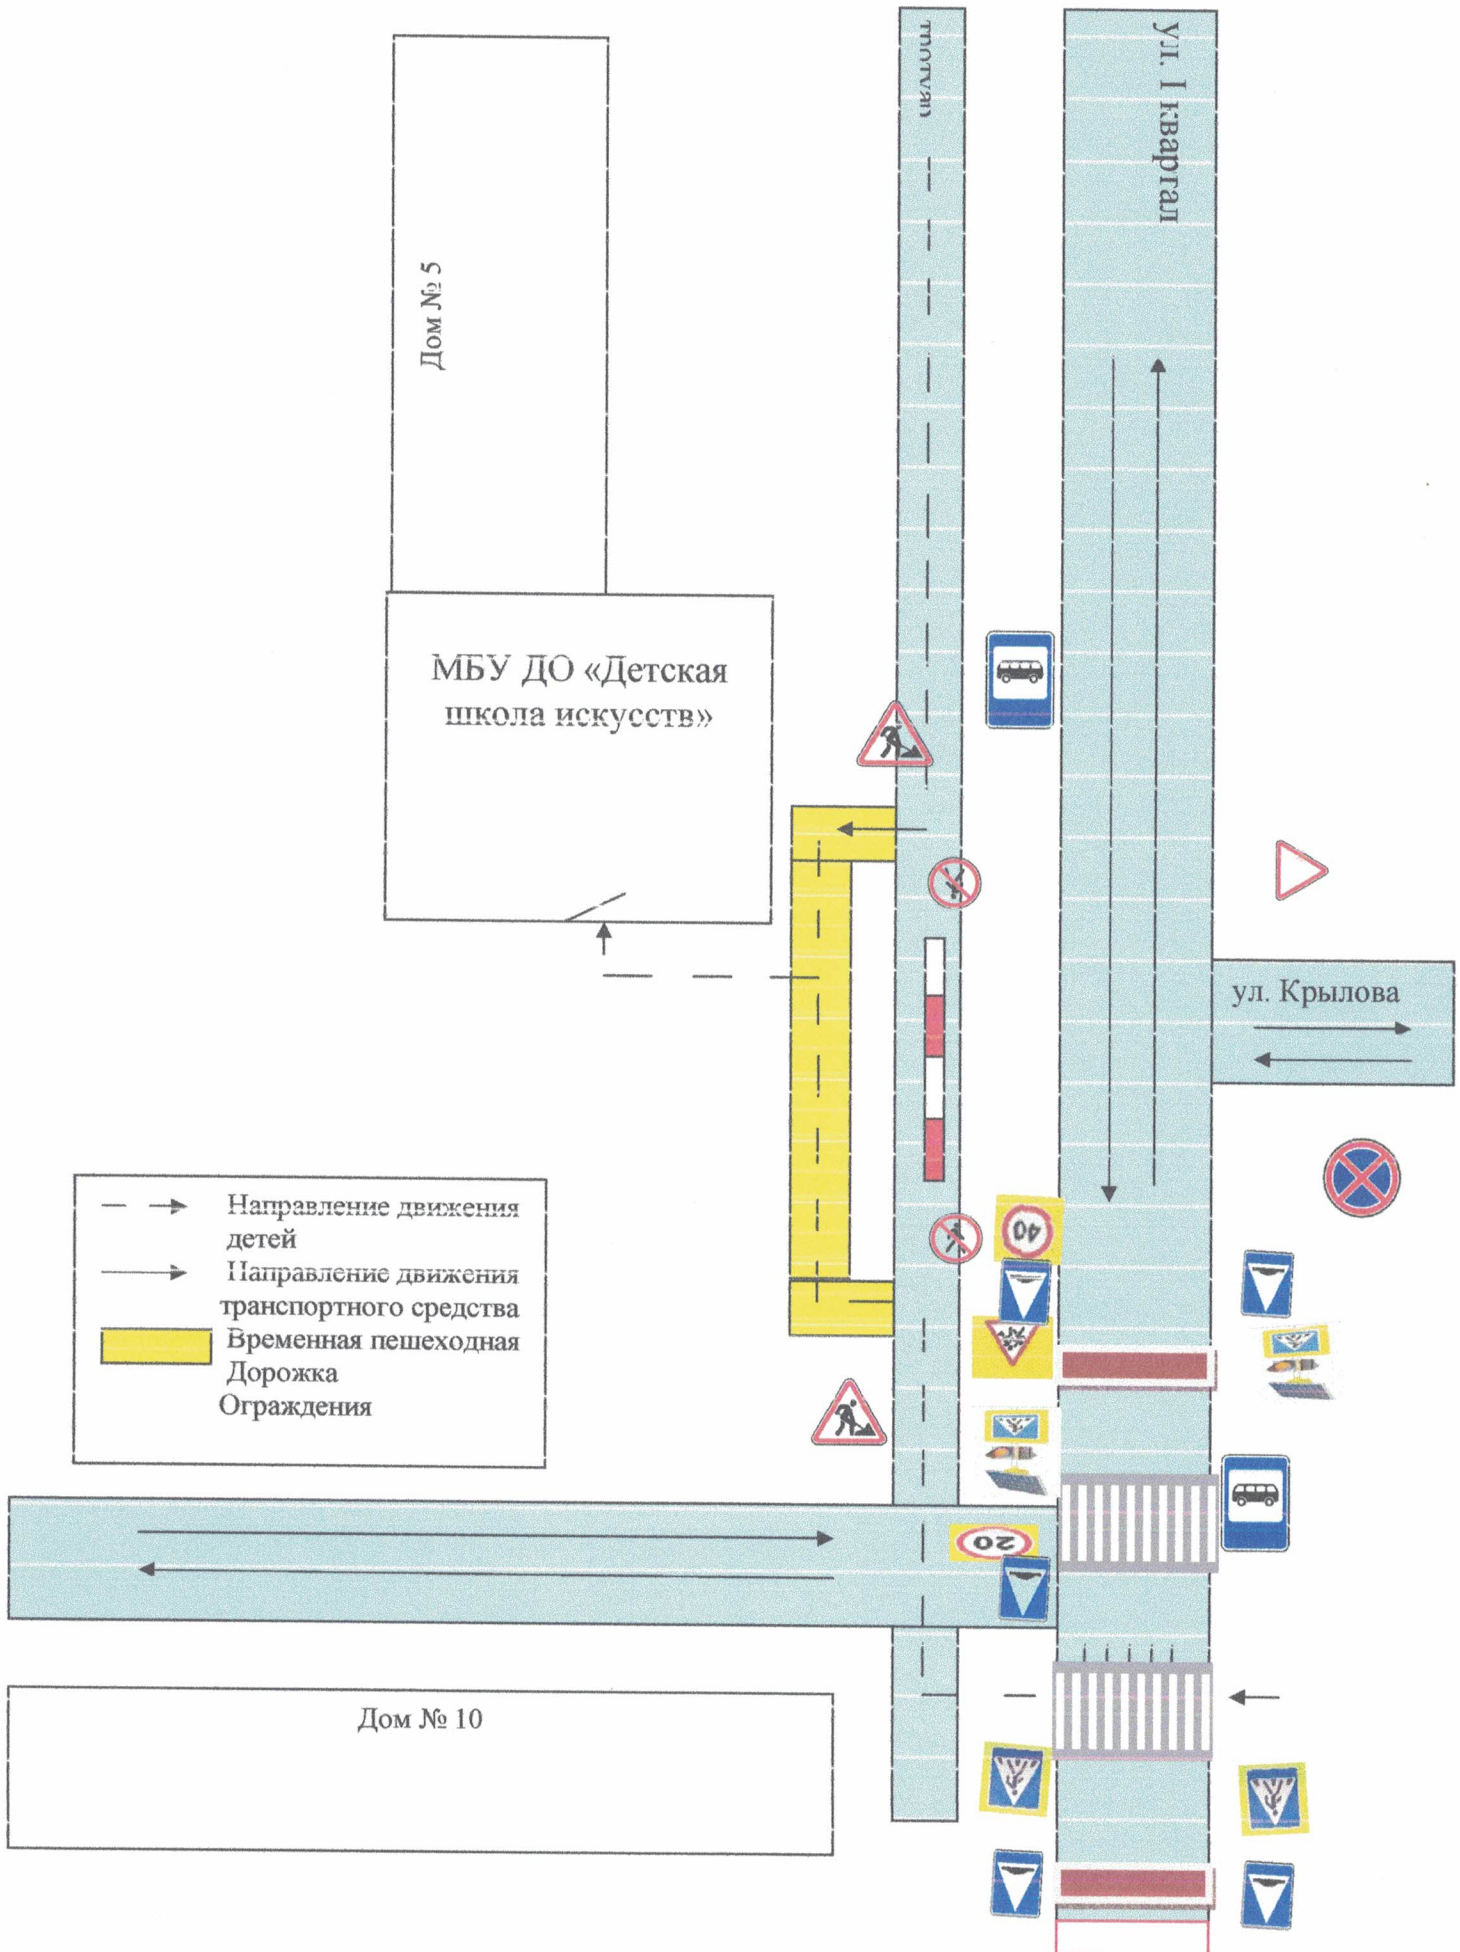 тротуар
ул. I квартал
Дом № 5
МБУ ДО «Детская
школа искусств»
ул. Крылова
Направление движения
детей
Направление движения
транспортного средства
Временная пешеходная
Дорожка
Ограждения
40
20
Дом № 10